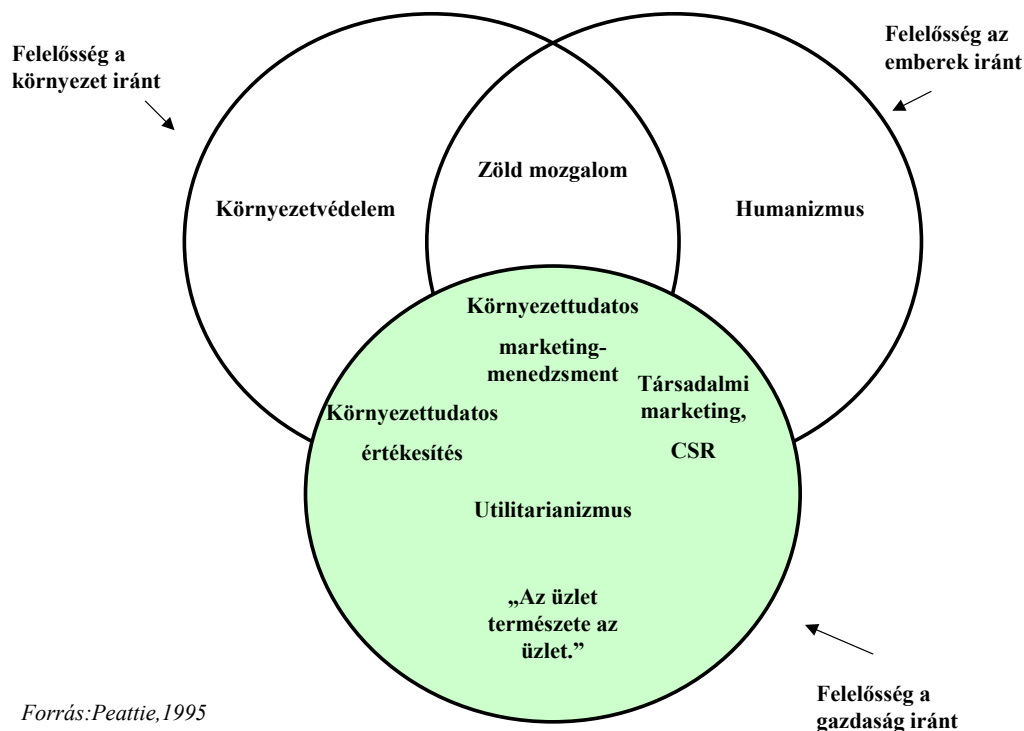 Felelősség a
környezet iránt
Felelősség az
emberek iránt
Zöld mozgalom
Környezetvédelem
Humanizmus
Környezettudatos
marketing-
menedzsment
Társadalmi
marketing,
CSR
Környezettudatos
értékesítés
Utilitarianizmus
„Az üzlet
természete az
üzlet.”
Felelősség a
gazdaság iránt
Forrás:Peattie,1995